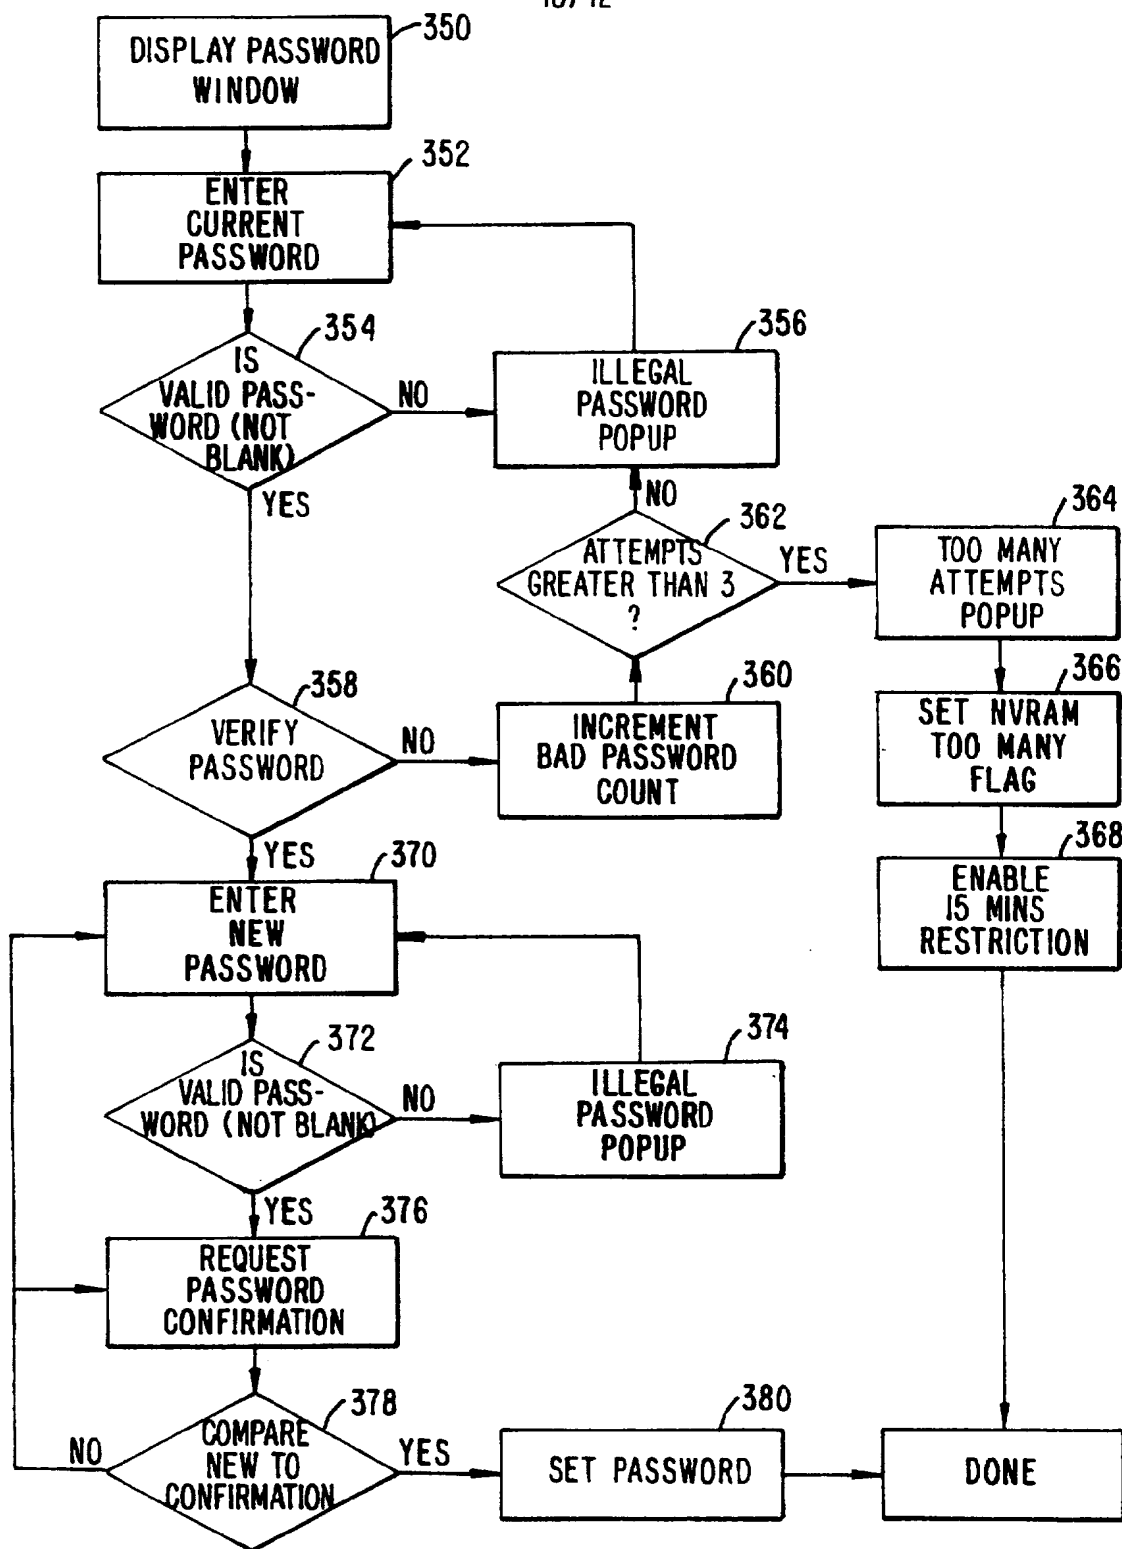 350
DISPLAY PASSWORD
WINDOW
352
ENTER
CURRENT
PASSWORD
354
IS
VALID PASS-
WORD (NOT
BLANK)
NO
YES
356
ILLEGAL
PASSWORD
POPUP
NO
362
ATTEMPTS
GREATER THAN 3
?
YES
364
TOO MANY
ATTEMPTS
POPUP
358
VERIFY
PASSWORD
NO
YES
360
INCREMENT
BAD PASSWORD
COUNT
366
SET NVRAM
TOO MANY
FLAG
368
ENABLE
15 MINS
RESTRICTION
370
ENTER
NEW
PASSWORD
372
IS
VALID PASS-
WORD (NOT BLANK)
NO
YES
374
ILLEGAL
PASSWORD
POPUP
376
REQUEST
PASSWORD
CONFIRMATION
378
COMPARE
NEW TO
CONFIRMATION
NO
YES
380
SET PASSWORD
DONE